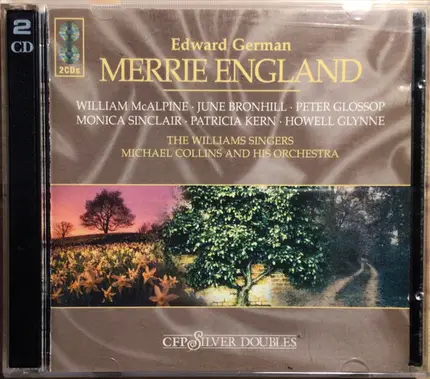 2
CD
2CDs
Edward German
MERRIE ENGLAND
WILLIAM McALPINE · JUNE BRONHILL · PETER GLOSSOP
MONICA SINCLAIR · PATRICIA KERN · HOWELL GLYNNE
THE WILLIAMS SINGERS
MICHAEL COLLINS AND HIS ORCHESTRA
CFP SILVER DOUBLES